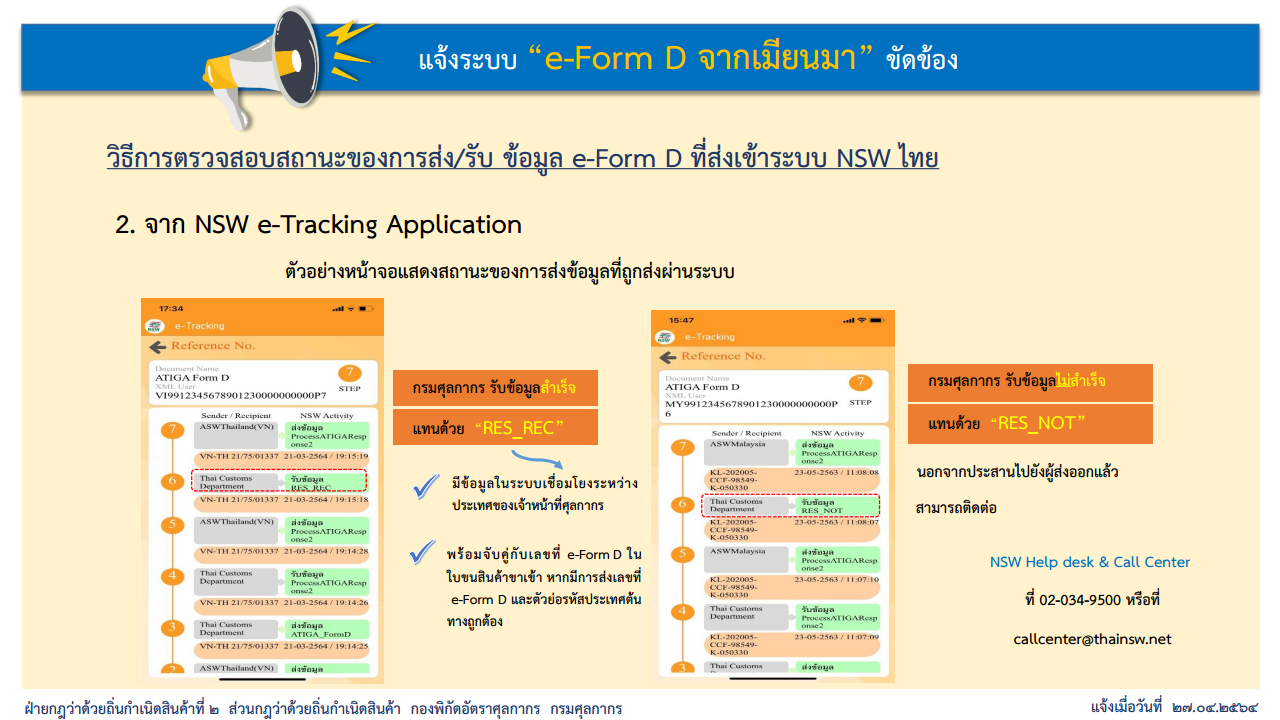 แจ้งระบบ “e-Form D จากเมียนมา” ขัดข้อง
วิธีการตรวจสอบสถานะของการส่ง/รับ ข้อมูล e-Form D ที่ส่งเข้าระบบ NSW ไทย
2. จาก NSW e-Tracking Application
ตัวอย่างหน้าจอแสดงสถานะของการส่งข้อมูลที่ถูกส่งผ่านระบบ
17:34
NSW
e-Tracking
Reference No.
Document Name
ATIGA Form D
XML User
VI99123456789012300000000000P7
7
STEP
Sender / Recipient NSW Activity
7
ASWThailand(VN)
ส่งข้อมูล
ProcessATIGAResp
onse2
VN-TH 21/75/01337 21-03-2564 / 19:15:19
6
Thai Customs
Department
รับข้อมูล
RES_REC
VN-TH 21/75/01337 21-03-2564 / 19:15:18
5
ASWThailand(VN)
ส่งข้อมูล
ProcessATIGAResp
onse2
VN-TH 21/75/01337 21-03-2564 / 19:14:28
4
Thai Customs
Department
รับข้อมูล
ProcessATIGAResp
onse2
VN-TH 21/75/01337 21-03-2564 / 19:14:26
3
Thai Customs
Department
ส่งข้อมูล
ATIGA_FormD
VN-TH 21/75/01337 21-03-2564 / 19:14:25
2
ASWThailand(VN)
ส่งข้อมูล
กรมศุลกากร รับข้อมูลสำเร็จ
แทนด้วย “RES_REC”
มีข้อมูลในระบบเชื่อมโยงระหว่าง
ประเทศของเจ้าหน้าที่ศุลกากร
พร้อมจับคู่กับเลขที่ e-Form D ใน
ใบขนสินค้าขาเข้า หากมีการส่งเลขที่
e-Form D และตัวย่อรหัสประเทศต้น
ทางถูกต้อง
15:47
NSW
e-Tracking
Reference No.
Document Name
ATIGA Form D
XML User
MY9912345678901230000000000P
6
7
STEP
Sender / Recipient NSW Activity
7
ASWMalaysia
ส่งข้อมูล
ProcessATIGAResp
onse2
KL-202005-
CCF-98549-
K-050330
23-05-2563 / 11:08:08
6
Thai Customs
Department
รับข้อมูล
RES_NOT
KL-202005-
CCF-98549-
K-050330
23-05-2563 / 11:08:07
5
ASWMalaysia
ส่งข้อมูล
ProcessATIGAResp
onse2
KL-202005-
CCF-98549-
K-050330
23-05-2563 / 11:07:10
4
Thai Customs
Department
รับข้อมูล
ProcessATIGAResp
onse2
KL-202005-
CCF-98549-
K-050330
23-05-2563 / 11:07:09
3
Thai Customs
ส่งข้อมูล
กรมศุลกากร รับข้อมูลไม่สำเร็จ
แทนด้วย “RES_NOT”
นอกจากประสานไปยังผู้ส่งออกแล้ว
สามารถติดต่อ
NSW Help desk & Call Center
ที่ 02-034-9500 หรือที่
callcenter@thainsw.net
ฝ่ายกฎว่าด้วยถิ่นกำเนิดสินค้าที่ ๒ ส่วนกฎว่าด้วยถิ่นกำเนิดสินค้า กองพิกัดอัตราศุลกากร กรมศุลกากร
แจ้งเมื่อวันที่ ๒๗.๐๔.๒๕๖๔